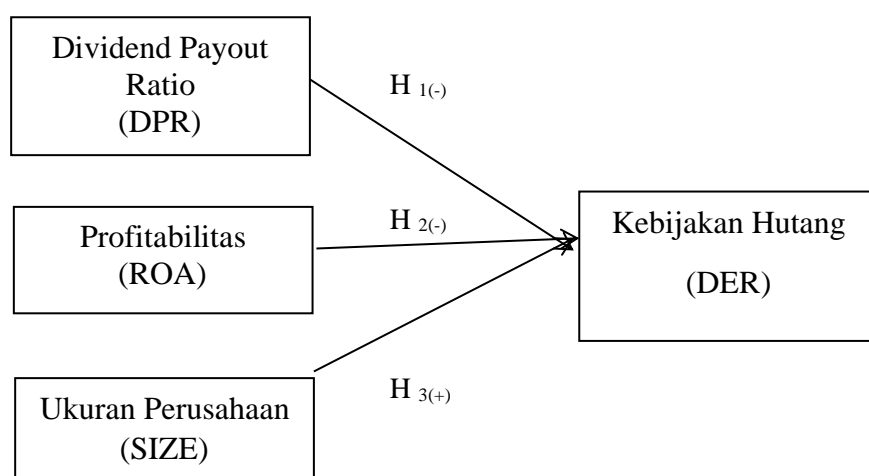 Dividend Payout
Ratio
(DPR)
H 1(-)
Profitabilitas
(ROA)
H 2(-)
Kebijakan Hutang
(DER)
Ukuran Perusahaan
(SIZE)
H 3(+)